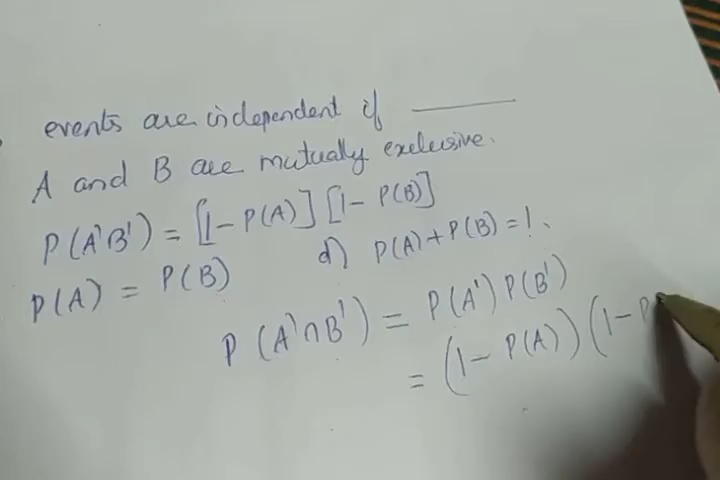 events are independent if ______
A and B are mutually exclusive.
P(A'B') = [1-P(A)][1-P(B)]
P(A) = P(B) d) P(A)+P(B)=1.
P(A'∩B') = P(A')P(B')
= (1-P(A))(1-P